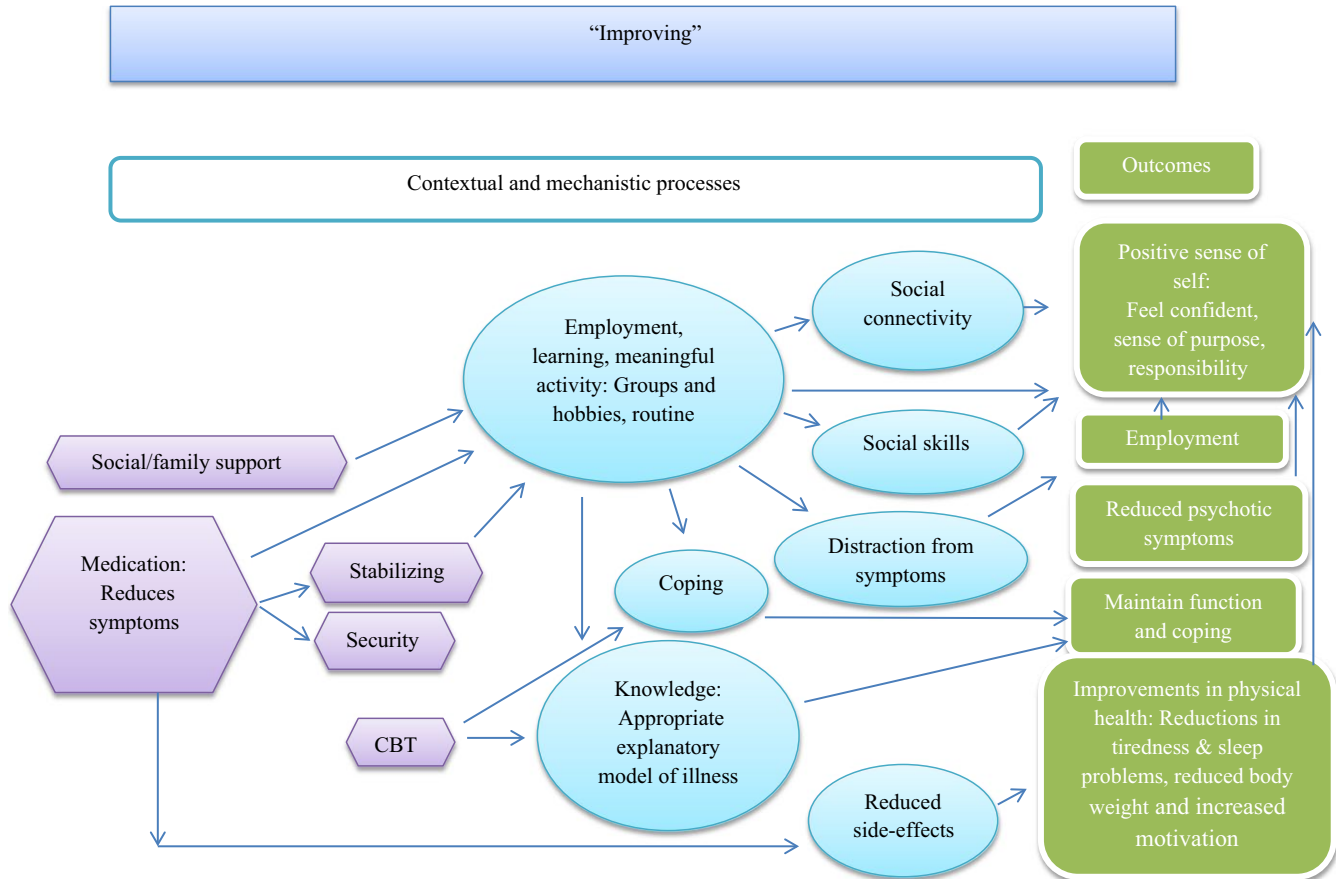 “Improving”
Contextual and mechanistic processes
Outcomes
Positive sense of
self:
Feel confident,
sense of purpose,
responsibility
Social
connectivity
Employment,
learning, meaningful
activity: Groups and
hobbies, routine
Social skills
Employment
Social/family support
Reduced psychotic
symptoms
Distraction from
symptoms
Medication:
Reduces
symptoms
Stabilizing
Coping
Maintain function
and coping
Security
Knowledge:
Appropriate
explanatory
model of illness
CBT
Improvements in physical
health: Reductions in
tiredness & sleep
problems, reduced body
weight and increased
motivation
Reduced
side-effects